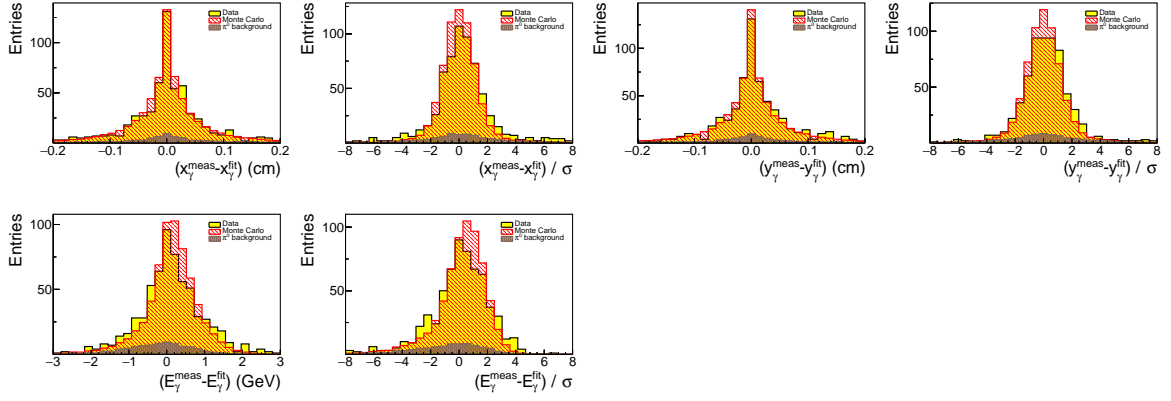 Entries
Data
Monte Carlo
π⁰ background
100
50
−0.2 −0.1 0.0 0.1 0.2
(x_γ^meas-x_γ^fit) (cm)
Entries
Data
Monte Carlo
π⁰ background
100
50
−8 −6 −4 −2 0 2 4 6 8
(x_γ^meas-x_γ^fit) / σ
Entries
Data
Monte Carlo
π⁰ background
100
50
−0.2 −0.1 0.0 0.1 0.2
(y_γ^meas-y_γ^fit) (cm)
Entries
Data
Monte Carlo
π⁰ background
100
50
−8 −6 −4 −2 0 2 4 6 8
(y_γ^meas-y_γ^fit) / σ
Entries
Data
Monte Carlo
π⁰ background
100
50
−3 −2 −1 0 1 2 3
(E_γ^meas-E_γ^fit) (GeV)
Entries
Data
Monte Carlo
π⁰ background
100
50
−8 −6 −4 −2 0 2 4 6 8
(E_γ^meas-E_γ^fit) / σ